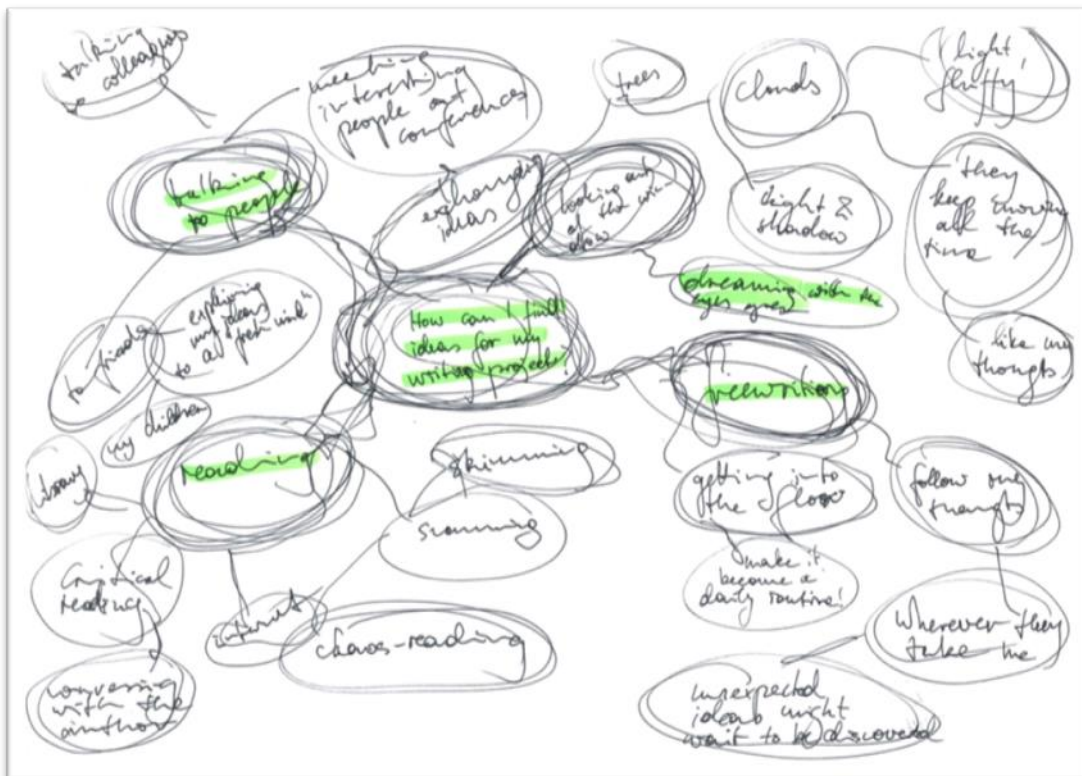 talking
to colleagues
meeting
interesting
people at
conferences
trees
clouds
light,
fluffy
talking
to people
exchanging
ideas
looking out
of the win-
dow
light &
shadow
they
keep moving
all the
time
dreaming with the
eyes open
like my
thoughts
to friends
explaining
my ideas
to a "fresh mind"
my children
How can I find
ideas for my
writing project?
freewriting
library
reading
skimming
scanning
getting into
the flow
follow my
thoughts
Critical
reading
internet
chaos-reading
make it
become a
daily routine!
wherever they
take me
conversing
with the
author
unexpected
ideas might
wait to be discovered